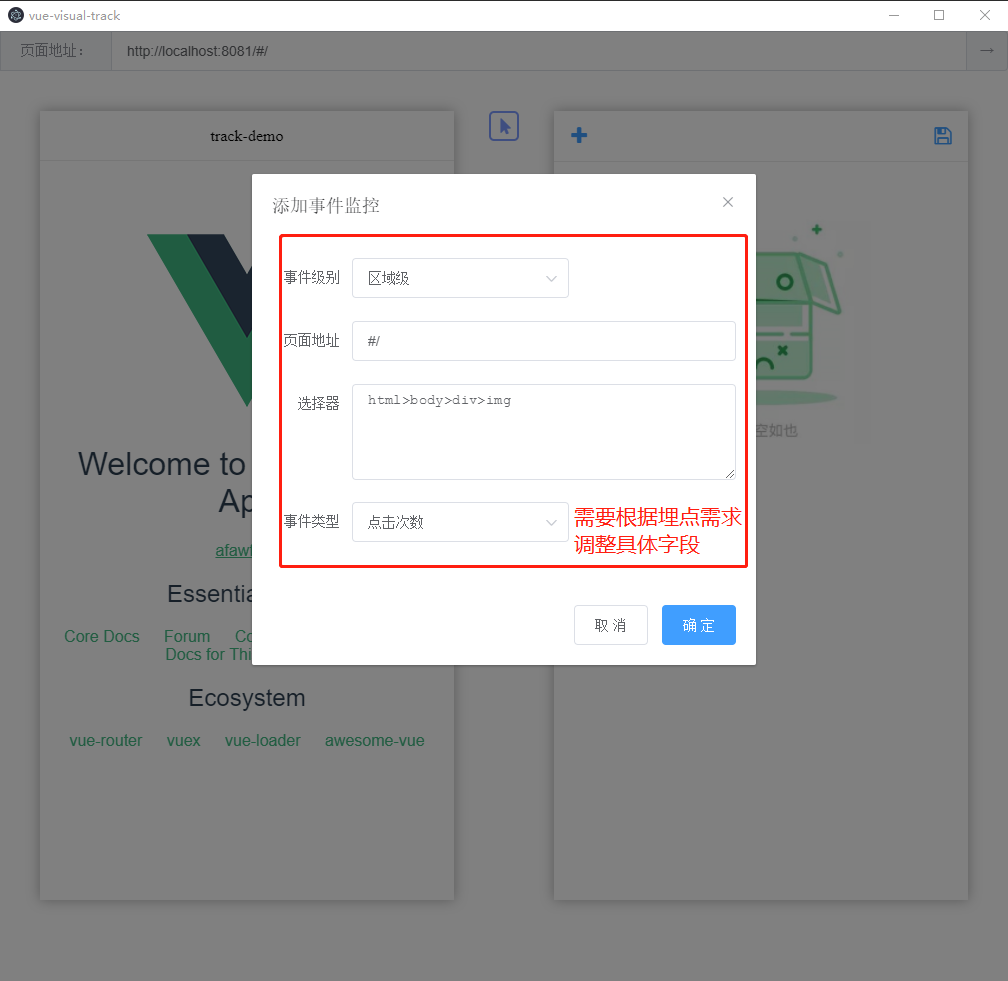 vue-visual-track
页面地址：
http://localhost:8081/#/
→
track-demo
添加事件监控
事件级别
区域级
页面地址
#/
选择器
html>body>div>img
事件类型
点击次数
需要根据埋点需求
调整具体字段
取 消
确 定
空如也
Welcome to
Ap
afawf
Essentia
Core Docs
Forum
Co
Docs for Thi
Ecosystem
vue-router
vuex
vue-loader
awesome-vue